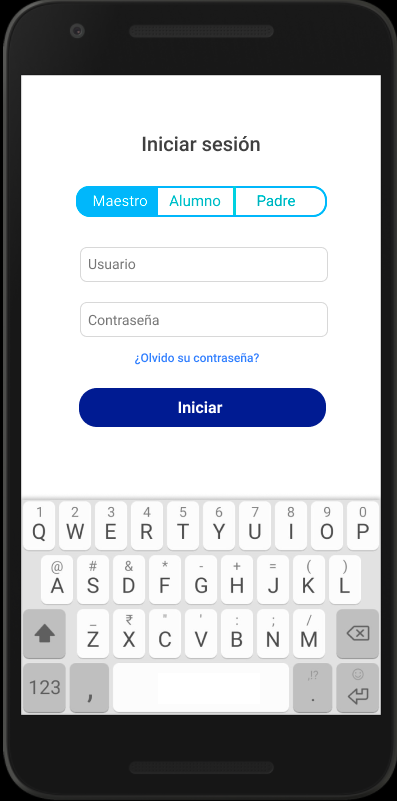 Iniciar sesión
Maestro Alumno Padre
Usuario
Contraseña
¿Olvido su contraseña?
Iniciar
1 2 3 4 5 6 7 8 9 0
Q W E R T Y U I O P
@ # & * - + = ( )
A S D F G H J K L
_ ₹ " ' : ; /
Z X C V B N M
,!?
123 , .